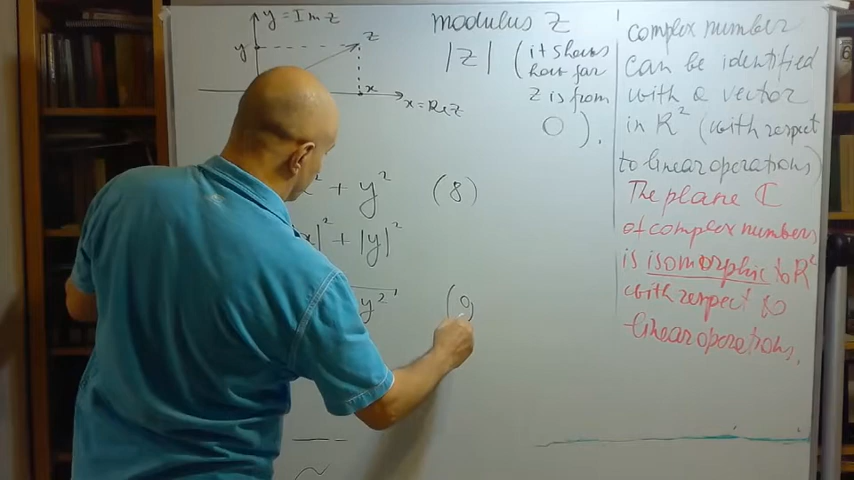 y = Im z
y
z
x
x = Re z
modulus z
|z| (it shows
how far
z is from
0).
² + y² (8)
|² + |y|²
y² (9
complex number
can be identified
with a vector
in R² (with respect
to linear operations)
The plane ℂ
of complex numbers
is isomorphic to R²
with respect to
linear operations.